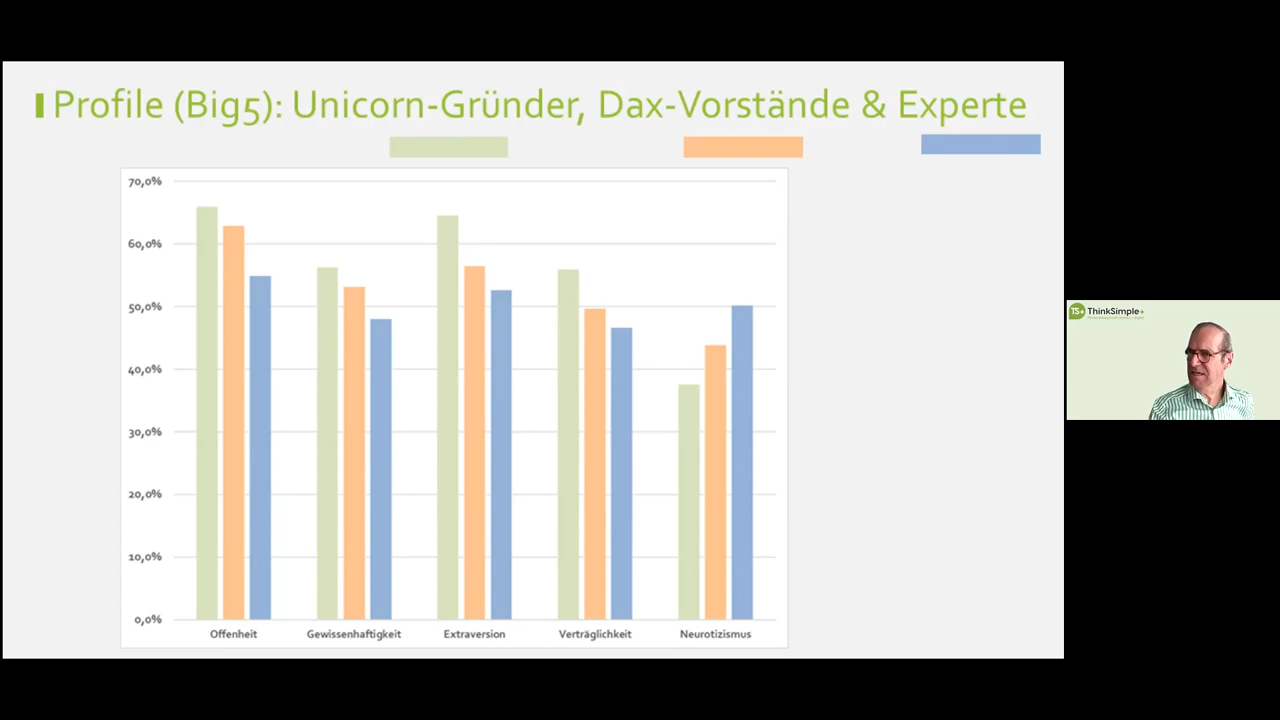 Profile (Big5): Unicorn-Gründer, Dax-Vorstände & Experte
70,0%
60,0%
50,0%
40,0%
30,0%
20,0%
10,0%
0,0%
Offenheit Gewissenhaftigkeit Extraversion Verträglichkeit Neurotizismus
TS+ ThinkSimple+